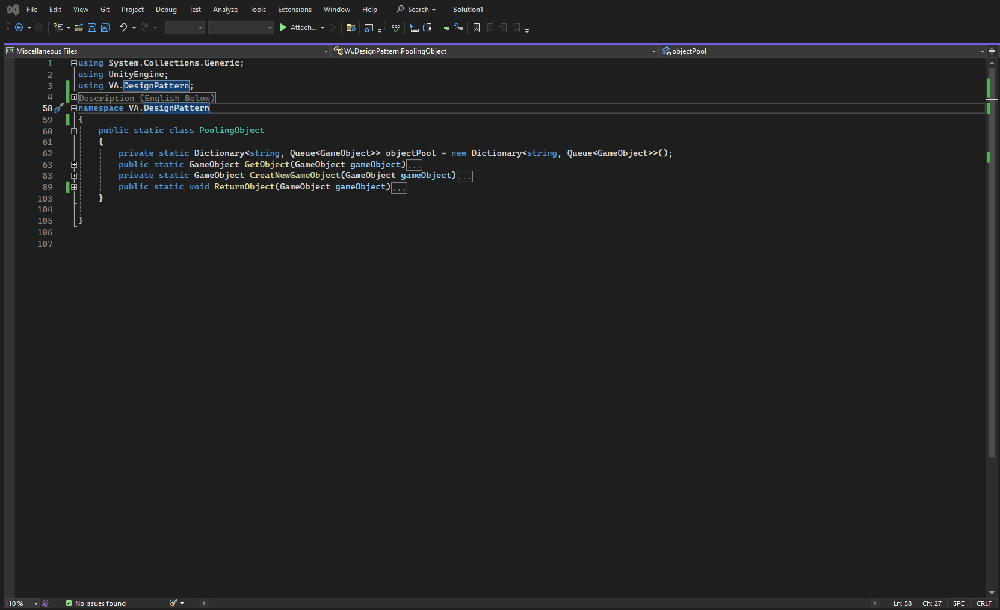 File Edit View Git Project Debug Test Analyze Tools Extensions Window Help Search Solution1
Attach... abc
C# Miscellaneous Files VA.DesignPattern.PoolingObject objectPool
1 using System.Collections.Generic;
2 using UnityEngine;
3 using VA.DesignPattern;
4 Description (English Below)
58 namespace VA.DesignPattern
59 {
60 public static class PoolingObject
61 {
62 private static Dictionary<string, Queue<GameObject>> objectPool = new Dictionary<string, Queue<GameObject>>();
63 public static GameObject GetObject(GameObject gameObject)...
83 private static GameObject CreatNewGameObject(GameObject gameObject)...
89 public static void ReturnObject(GameObject gameObject)...
103 }
104
105 }
106
107
110 % No issues found Ln: 58 Ch: 27 SPC CRLF